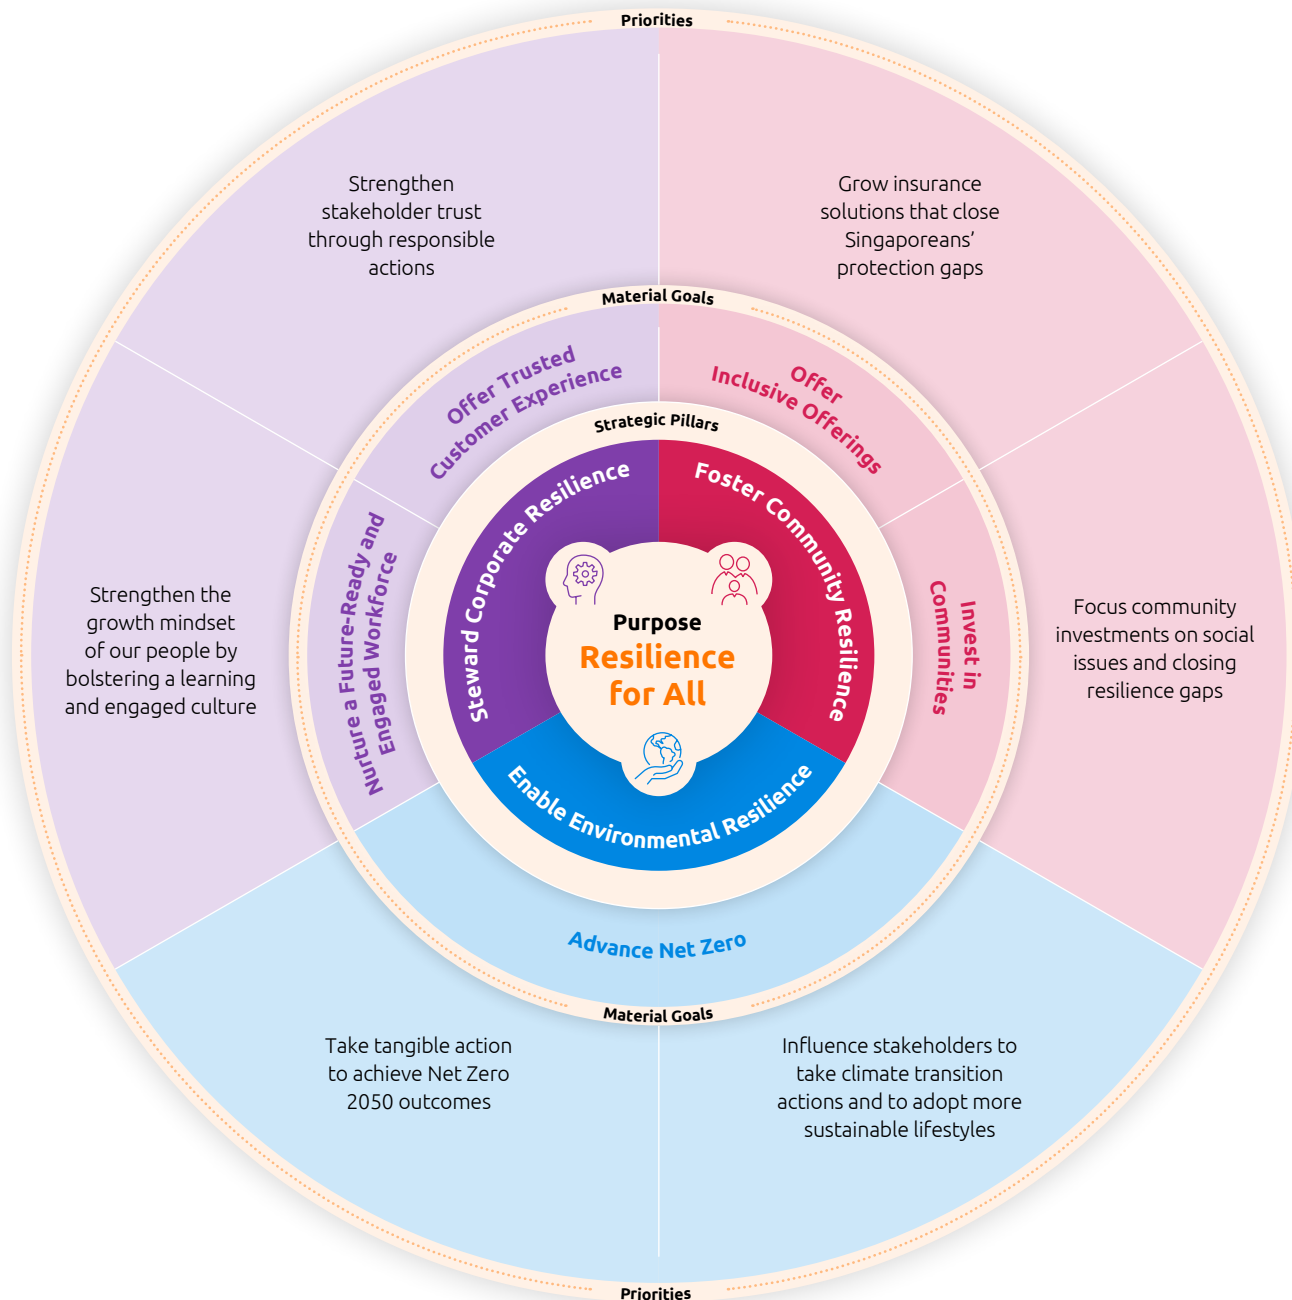 Priorities
Strengthen
stakeholder trust
through responsible
actions
Grow insurance
solutions that close
Singaporeans’
protection gaps
Material Goals
Offer Trusted
Customer Experience
Offer
Inclusive Offerings
Strategic Pillars
Steward Corporate Resilience
Foster Community Resilience
Nurture a Future-Ready and
Engaged Workforce
Invest in
Communities
Strengthen the
growth mindset
of our people by
bolstering a learning
and engaged culture
Purpose
Resilience
for All
Focus community
investments on social
issues and closing
resilience gaps
Enable Environmental Resilience
Advance Net Zero
Material Goals
Take tangible action
to achieve Net Zero
2050 outcomes
Influence stakeholders to
take climate transition
actions and to adopt more
sustainable lifestyles
Priorities